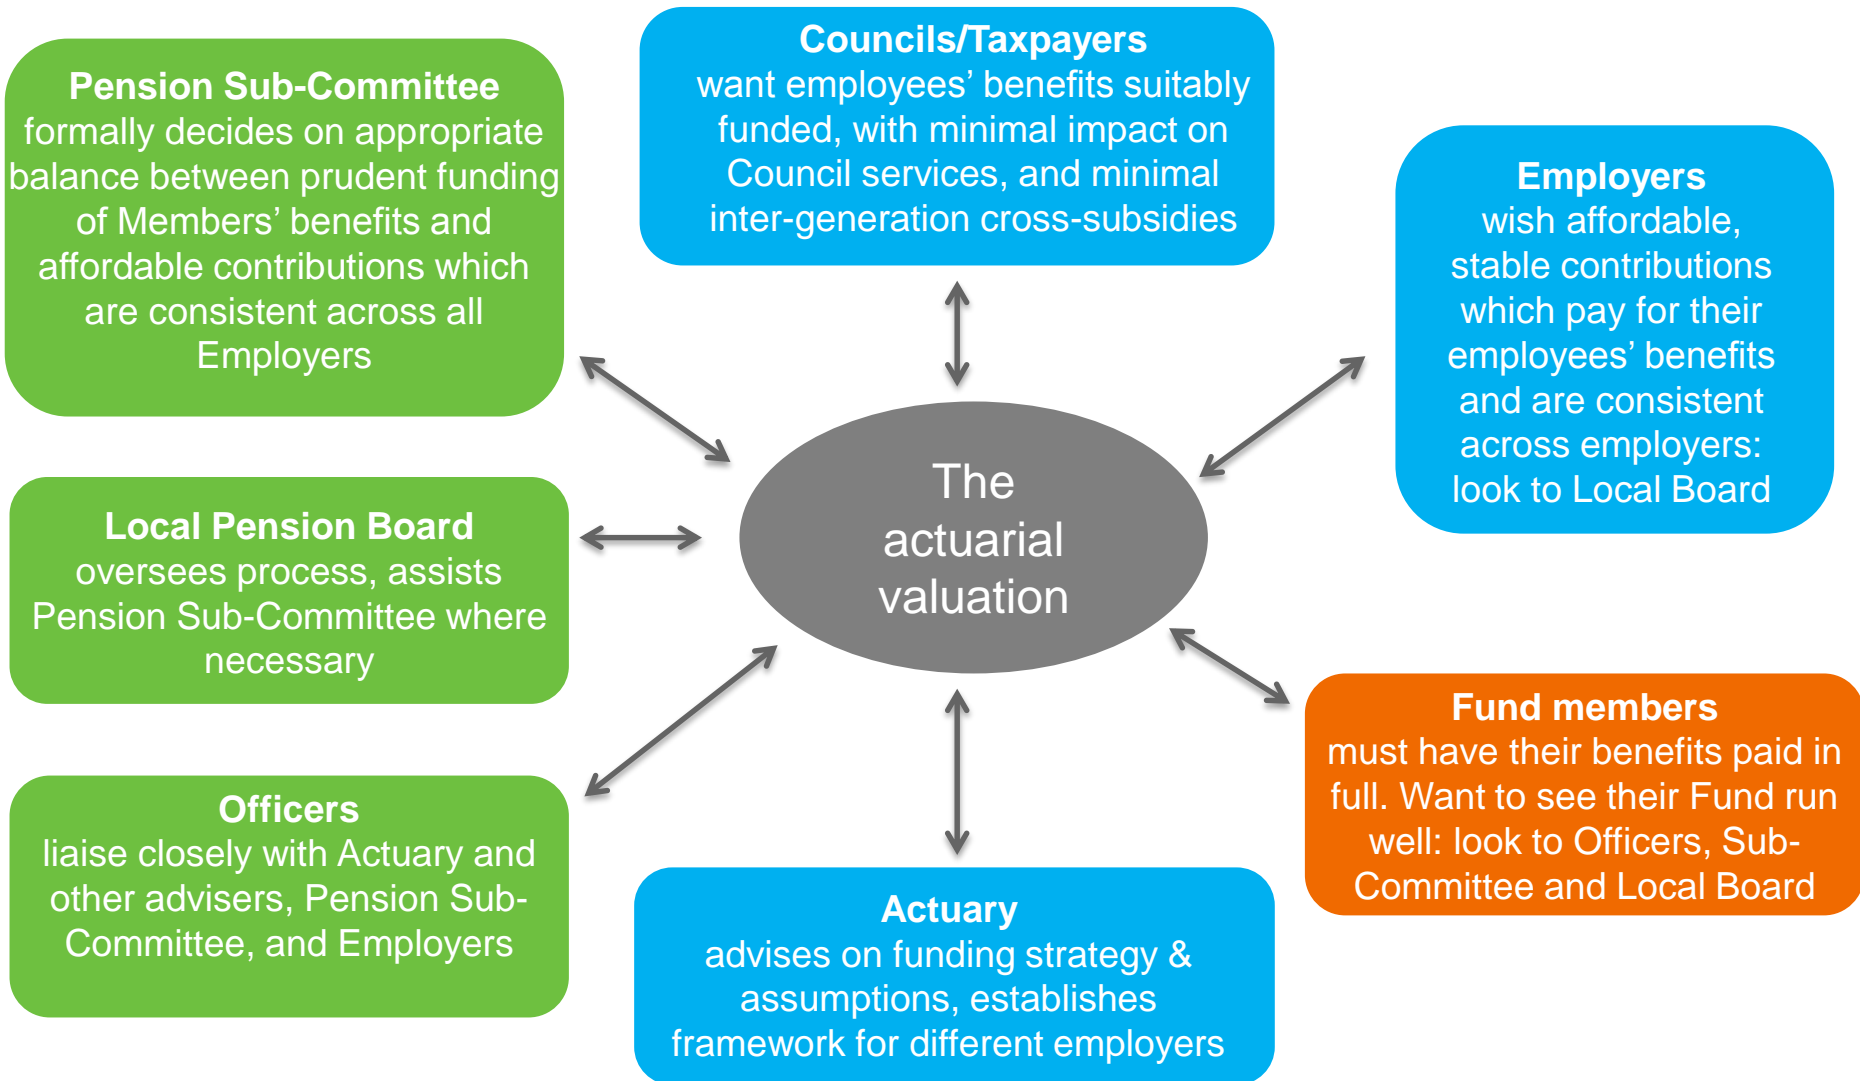 Pension Sub-Committee
formally decides on appropriate
balance between prudent funding
of Members’ benefits and
affordable contributions which
are consistent across all
Employers
Councils/Taxpayers
want employees’ benefits suitably
funded, with minimal impact on
Council services, and minimal
inter-generation cross-subsidies
Employers
wish affordable,
stable contributions
which pay for their
employees’ benefits
and are consistent
across employers:
look to Local Board
The
actuarial
valuation
Local Pension Board
oversees process, assists
Pension Sub-Committee where
necessary
Fund members
must have their benefits paid in
full. Want to see their Fund run
well: look to Officers, Sub-
Committee and Local Board
Officers
liaise closely with Actuary and
other advisers, Pension Sub-
Committee, and Employers
Actuary
advises on funding strategy &
assumptions, establishes
framework for different employers